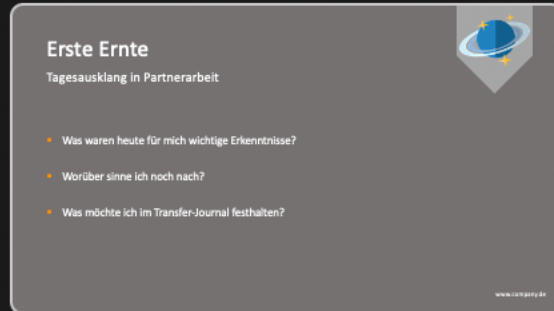 Erste Ernte
Tagesausklang in Partnerarbeit
Was waren heute für mich wichtige Erkenntnisse?
Worüber sinne ich noch nach?
Was möchte ich im Transfer-Journal festhalten?
www.company.de